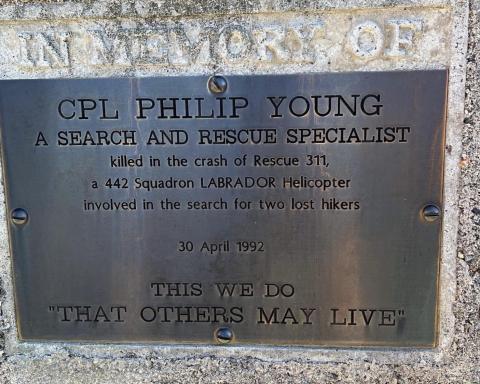 IN MEMORY OF
CPL PHILIP YOUNG
A SEARCH AND RESCUE SPECIALIST
killed in the crash of Rescue 311,
a 442 Squadron LABRADOR Helicopter
involved in the search for two lost hikers
30 April 1992
THIS WE DO
"THAT OTHERS MAY LIVE"